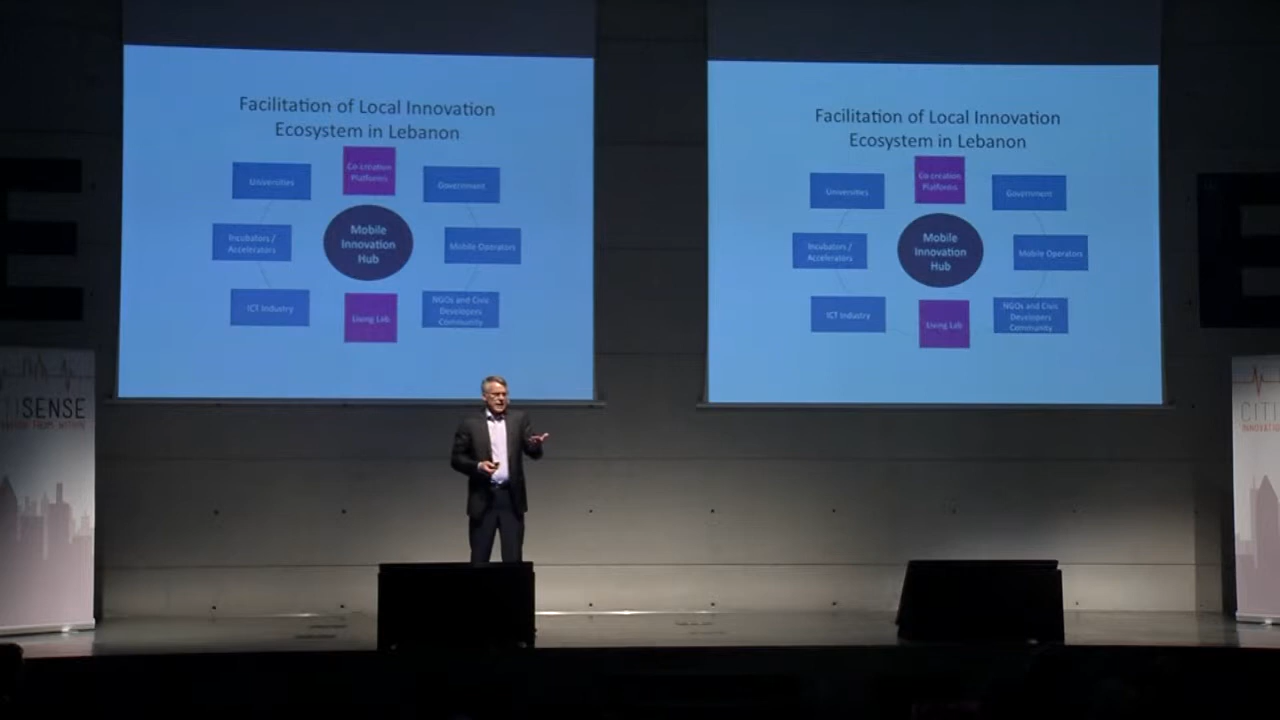 Facilitation of Local Innovation
Ecosystem in Lebanon
Co-creation
Platforms
Universities
Government
Incubators /
Accelerators
Mobile
Innovation
Hub
Mobile Operators
ICT Industry
Living Lab
NGOs and Civic
Developers
Community
Facilitation of Local Innovation
Ecosystem in Lebanon
Co-creation
Platforms
Universities
Government
Incubators /
Accelerators
Mobile
Innovation
Hub
Mobile Operators
ICT Industry
Living Lab
NGOs and Civic
Developers
Community
E
E
TISENSE
CITI